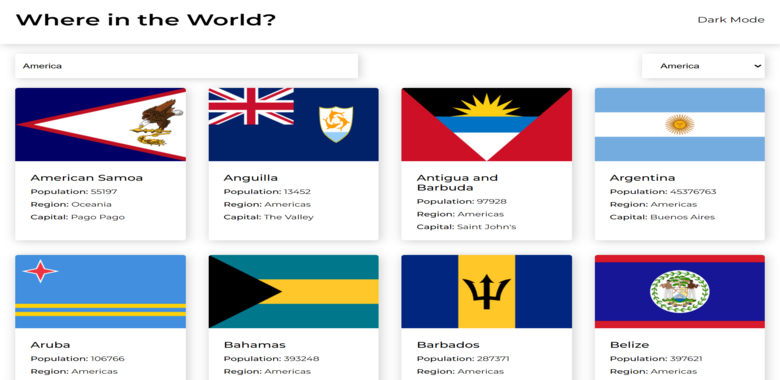 Where in the World?
Dark Mode
America
America
American Samoa
Population: 55197
Region: Oceania
Capital: Pago Pago
Anguilla
Population: 13452
Region: Americas
Capital: The Valley
Antigua and
Barbuda
Population: 97928
Region: Americas
Capital: Saint John's
Argentina
Population: 45376763
Region: Americas
Capital: Buenos Aires
Aruba
Population: 106766
Region: Americas
Bahamas
Population: 393248
Region: Americas
Barbados
Population: 287371
Region: Americas
Belize
Population: 397621
Region: Americas